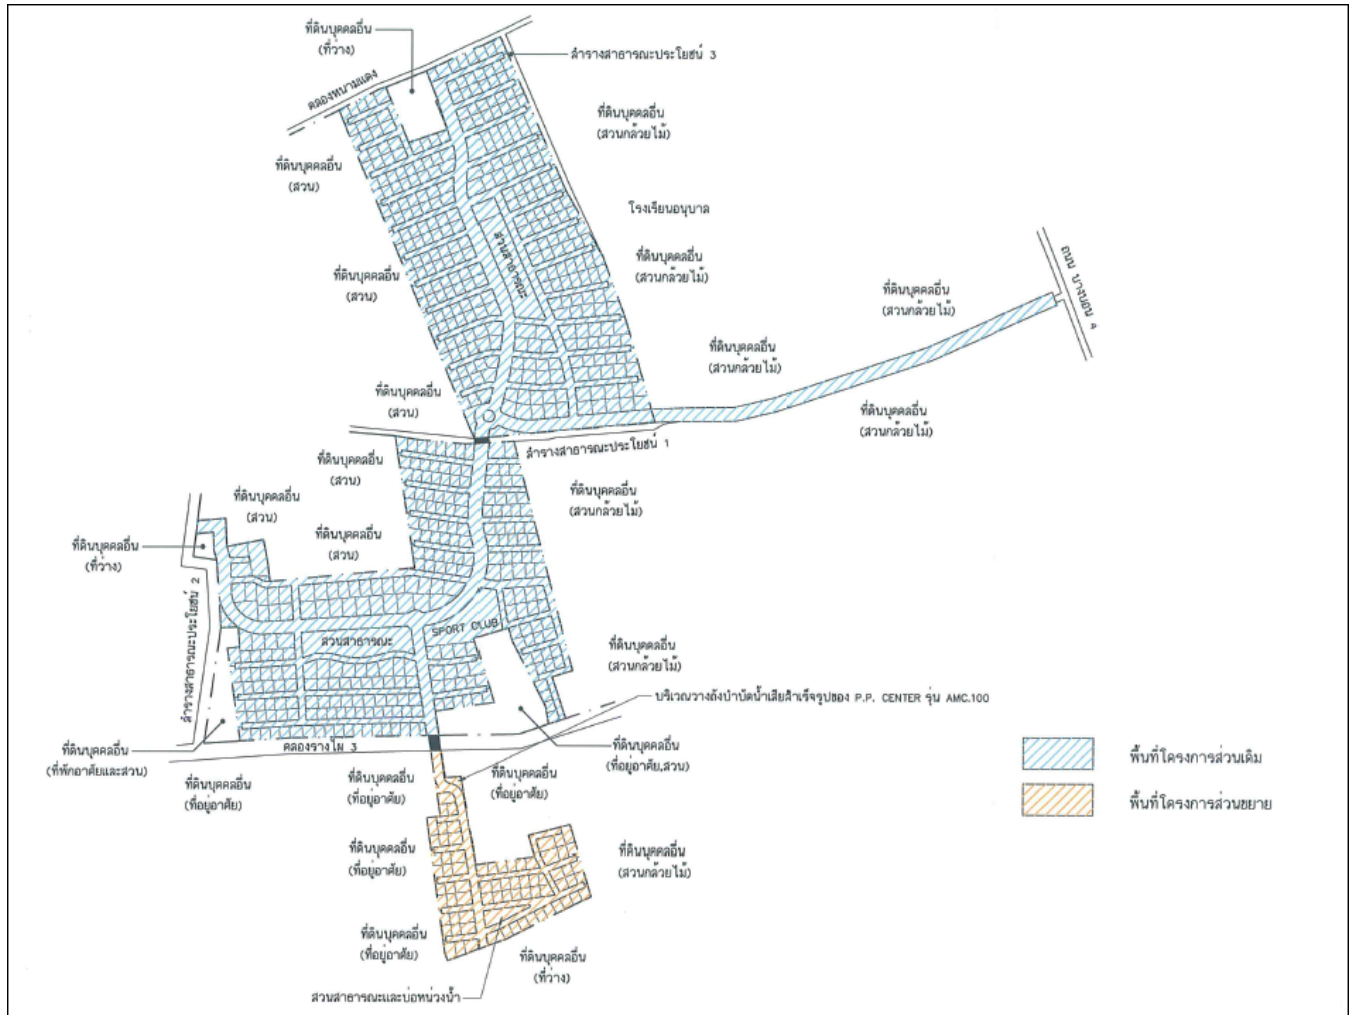 ที่ดินบุคคลอื่น
(ที่ว่าง)
ลำรางสาธารณะประโยชน์ 3
คลองหนามแดง
ที่ดินบุคคลอื่น
(สวนกล้วยไม้)
ที่ดินบุคคลอื่น
(สวน)
โรงเรียนอนุบาล
สวนสาธารณะ
ที่ดินบุคคลอื่น
(สวนกล้วยไม้)
ที่ดินบุคคลอื่น
(สวน)
ถนน บางบอน 4
ที่ดินบุคคลอื่น
(สวนกล้วยไม้)
ที่ดินบุคคลอื่น
(สวนกล้วยไม้)
ที่ดินบุคคลอื่น
(สวน)
ที่ดินบุคคลอื่น
(สวนกล้วยไม้)
ลำรางสาธารณะประโยชน์ 1
ที่ดินบุคคลอื่น
(สวน)
ที่ดินบุคคลอื่น
(สวน)
ที่ดินบุคคลอื่น
(สวนกล้วยไม้)
ที่ดินบุคคลอื่น
(สวน)
ที่ดินบุคคลอื่น
(ที่ว่าง)
ลำรางสาธารณะประโยชน์ 2
สวนสาธารณะ
SPORT CLUB
ที่ดินบุคคลอื่น
(สวนกล้วยไม้)
บริเวณวางถังบำบัดน้ำเสียสำเร็จรูปของ P.P. CENTER รุ่น AMC.100
คลองรางไผ่ 3
ที่ดินบุคคลอื่น
(ที่พักอาศัยและสวน)
ที่ดินบุคคลอื่น
(ที่อยู่อาศัย,สวน)
พื้นที่โครงการส่วนเดิม
ที่ดินบุคคลอื่น
(ที่อยู่อาศัย)
ที่ดินบุคคลอื่น
(ที่อยู่อาศัย)
ที่ดินบุคคลอื่น
(ที่อยู่อาศัย)
พื้นที่โครงการส่วนขยาย
ที่ดินบุคคลอื่น
(ที่อยู่อาศัย)
ที่ดินบุคคลอื่น
(สวนกล้วยไม้)
ที่ดินบุคคลอื่น
(ที่อยู่อาศัย)
ที่ดินบุคคลอื่น
(ที่ว่าง)
สวนสาธารณะและบ่อหน่วงน้ำ